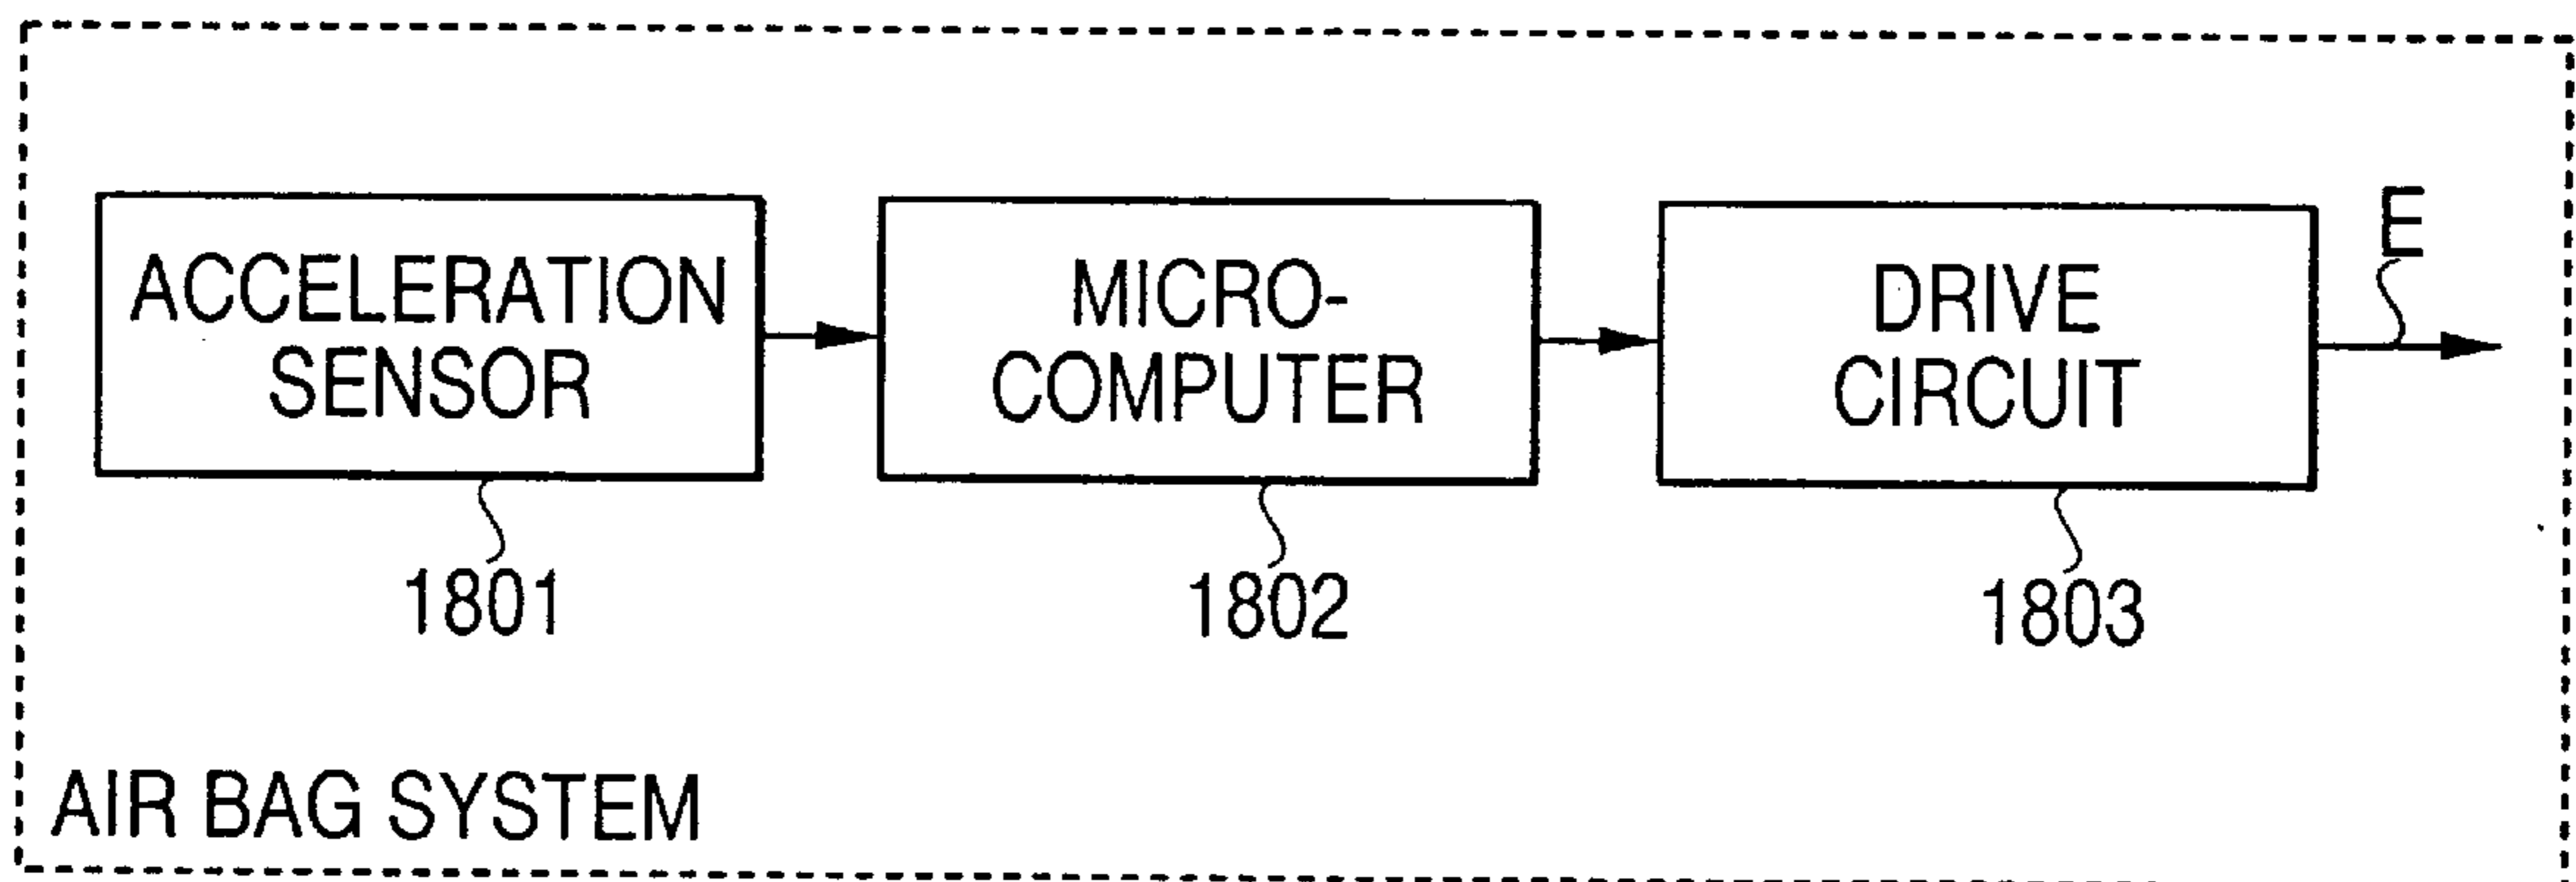 ACCELERATION
SENSOR
1801
MICRO-
COMPUTER
1802
DRIVE
CIRCUIT
1803
E
AIR BAG SYSTEM